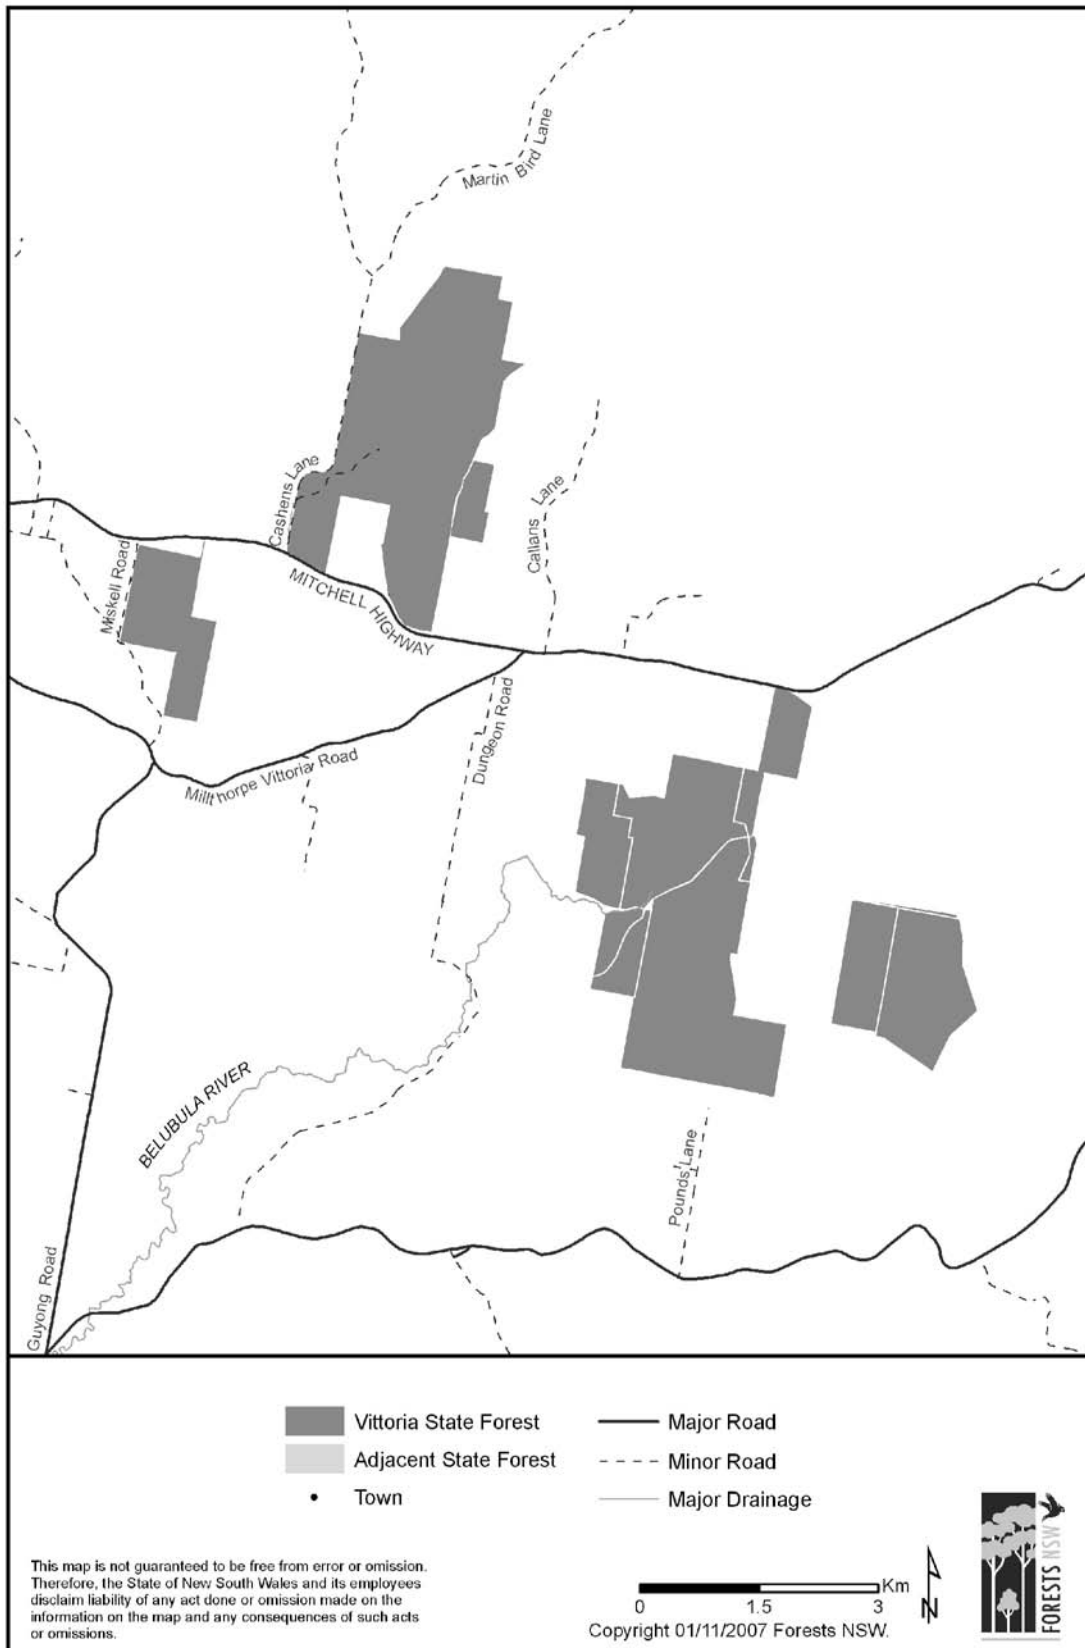 Martin Bird Lane
Cashens Lane
Callans Lane
Miskell Road
MITCHELL HIGHWAY
Dungeon Road
Millthorpe Vittoria Road
BELUBULA RIVER
Pounds Lane
Guyong Road
Vittoria State Forest
Adjacent State Forest
Town
Major Road
Minor Road
Major Drainage
This map is not guaranteed to be free from error or omission.
Therefore, the State of New South Wales and its employees
disclaim liability of any act done or omission made on the
information on the map and any consequences of such acts
or omissions.
Km
0 1.5 3
Copyright 01/11/2007 Forests NSW.
N
FORESTS NSW